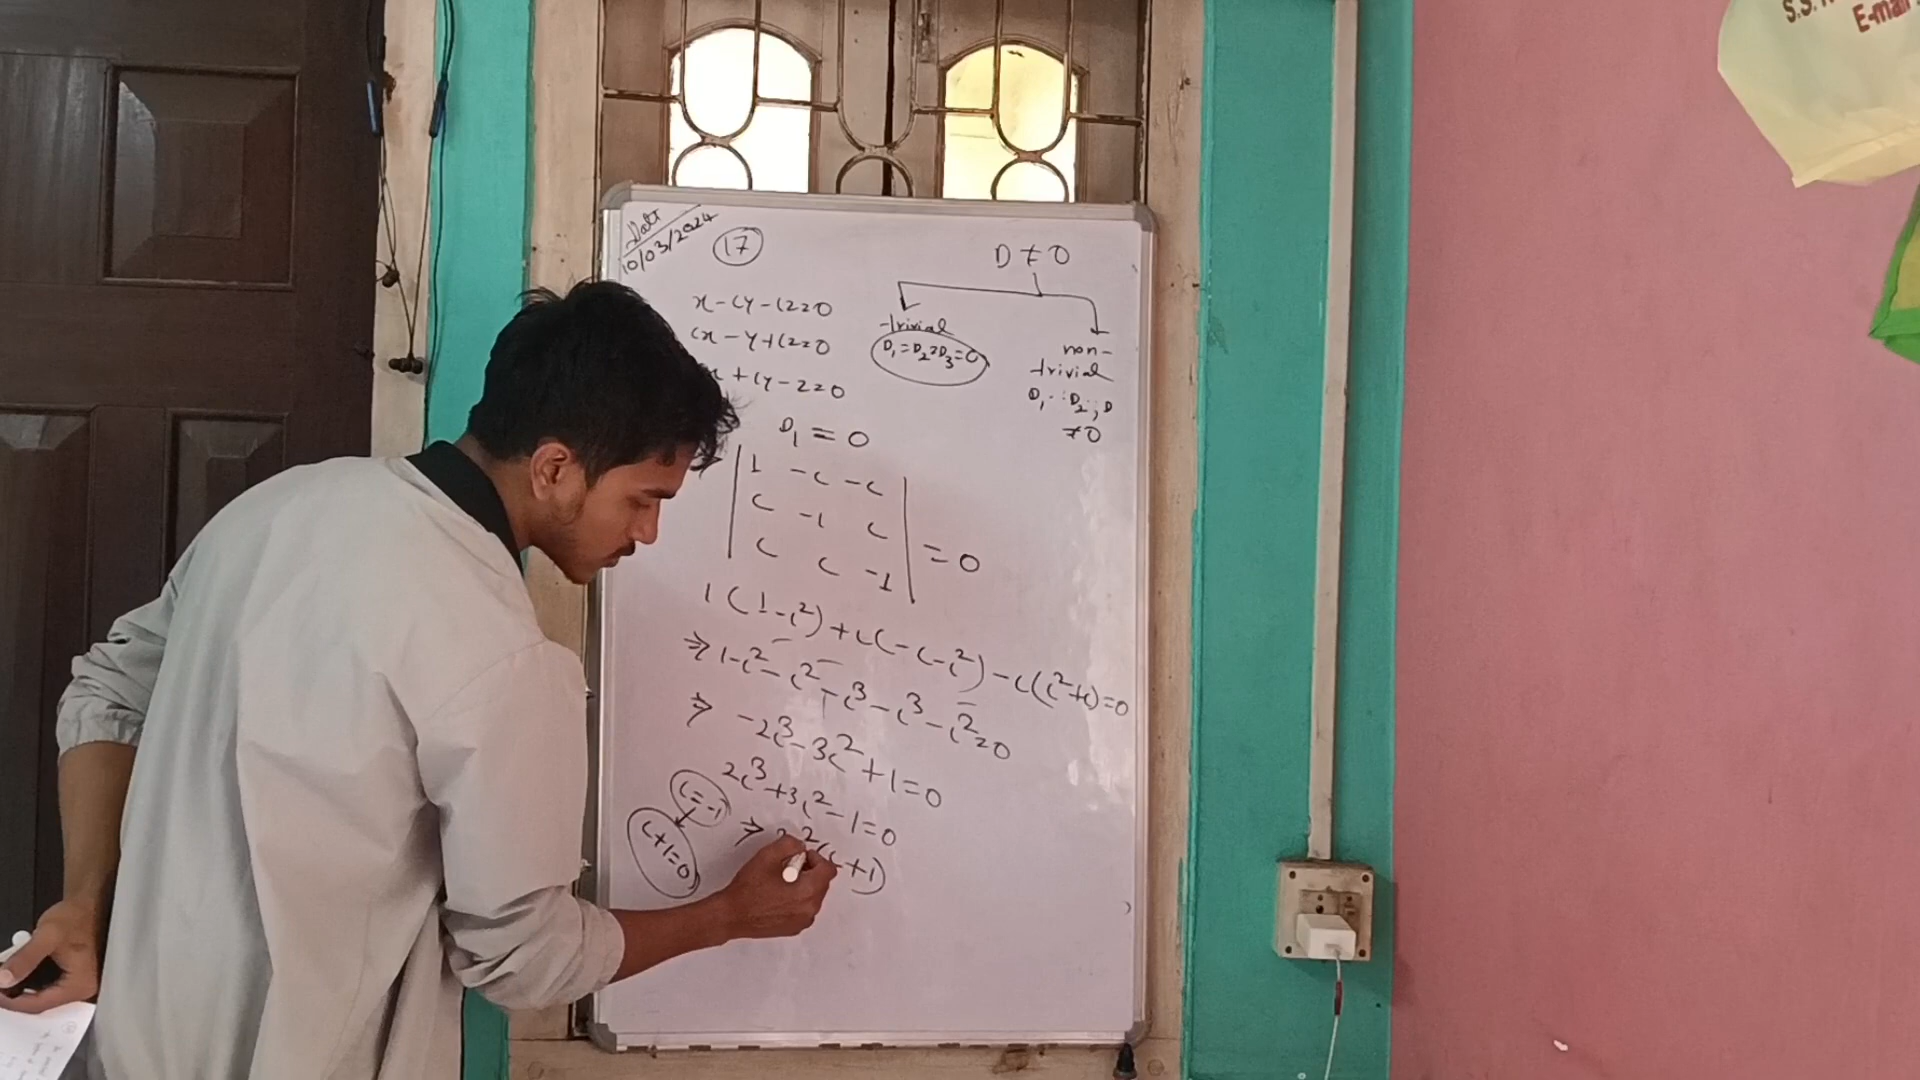 Date
10/03/2024
17
x-cy-cz=0
cx-y+cz=0
+cy-z=0
D≠0
trivial
D₁=D₂=D₃=0
non-
trivial
D₁ D₂, D
≠0
D₁=0
1 -c -c
c -1 c
c c -1
=0
1(1-c²)+c(-c-c²)-c(c²+c)=0
⇒1-c²-c²-c³-c³-c²=0
⇒-2c³-3c²+1=0
2c³+3c²-1=0
c=-1
c+1=0
⇒ ²(c+1)
S.S.
E-mail